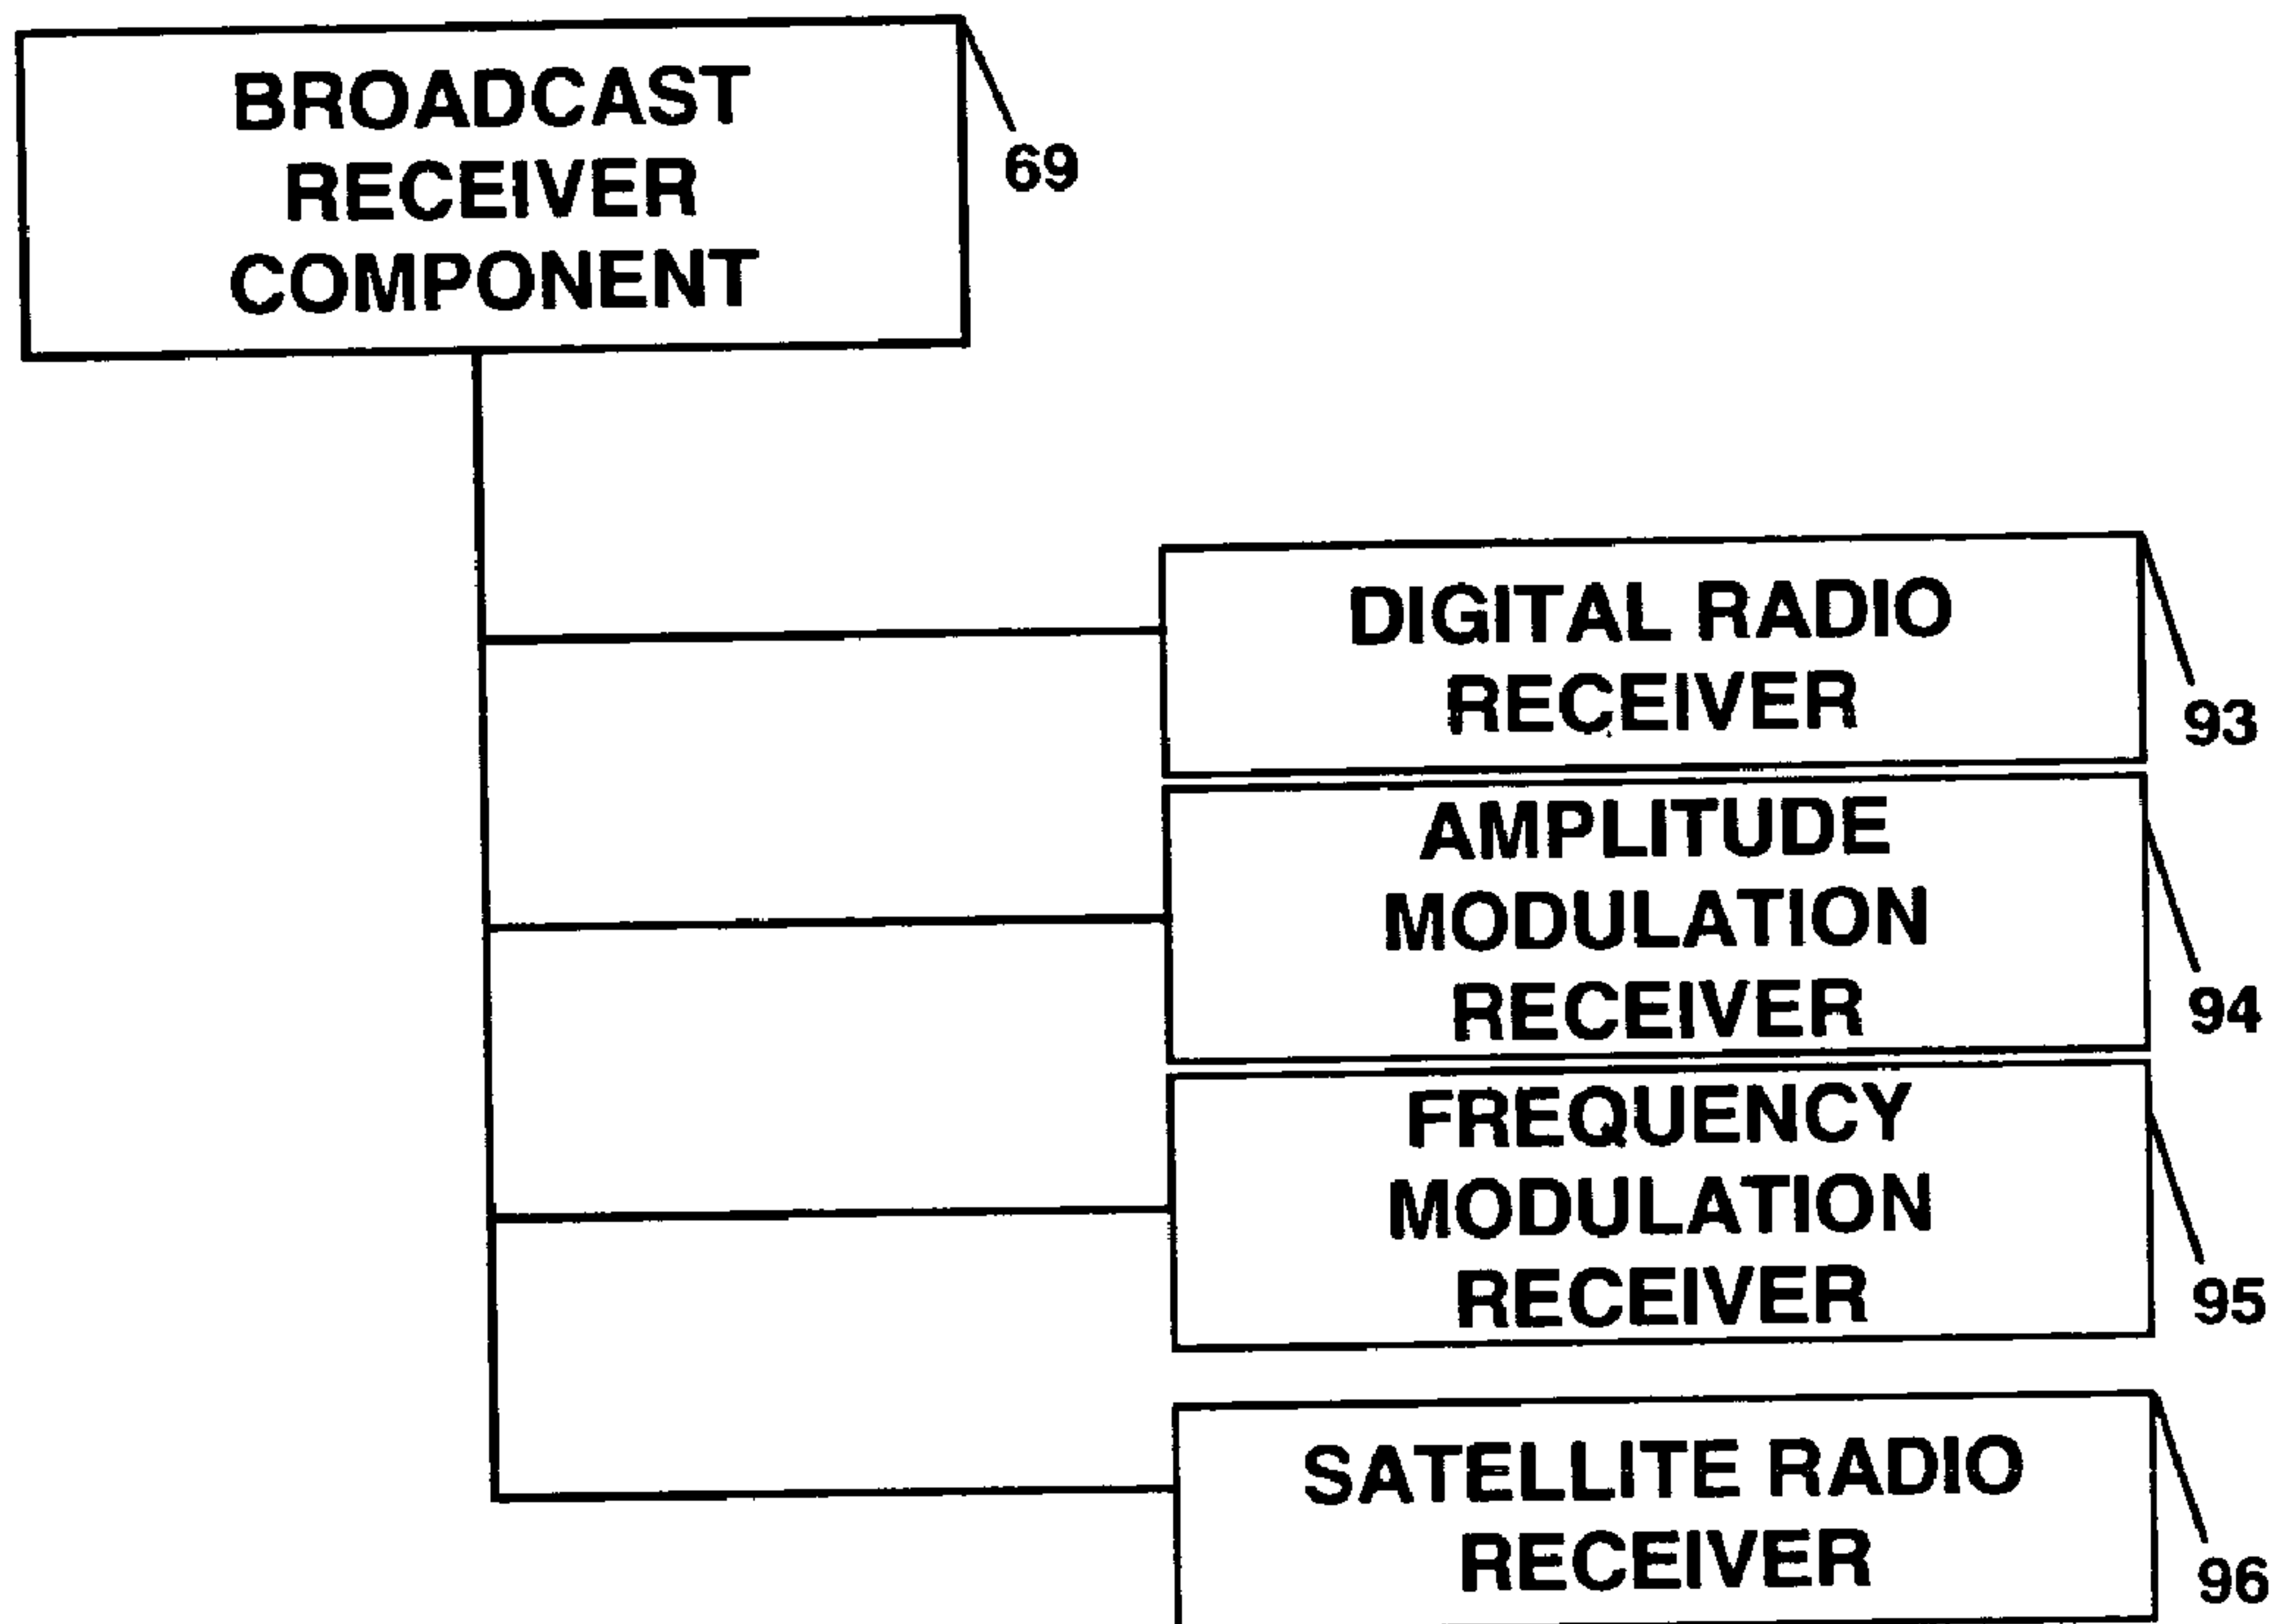 BROADCAST
RECEIVER
COMPONENT
69
DIGITAL RADIO
RECEIVER
93
AMPLITUDE
MODULATION
RECEIVER
94
FREQUENCY
MODULATION
RECEIVER
95
SATELLITE RADIO
RECEIVER
96